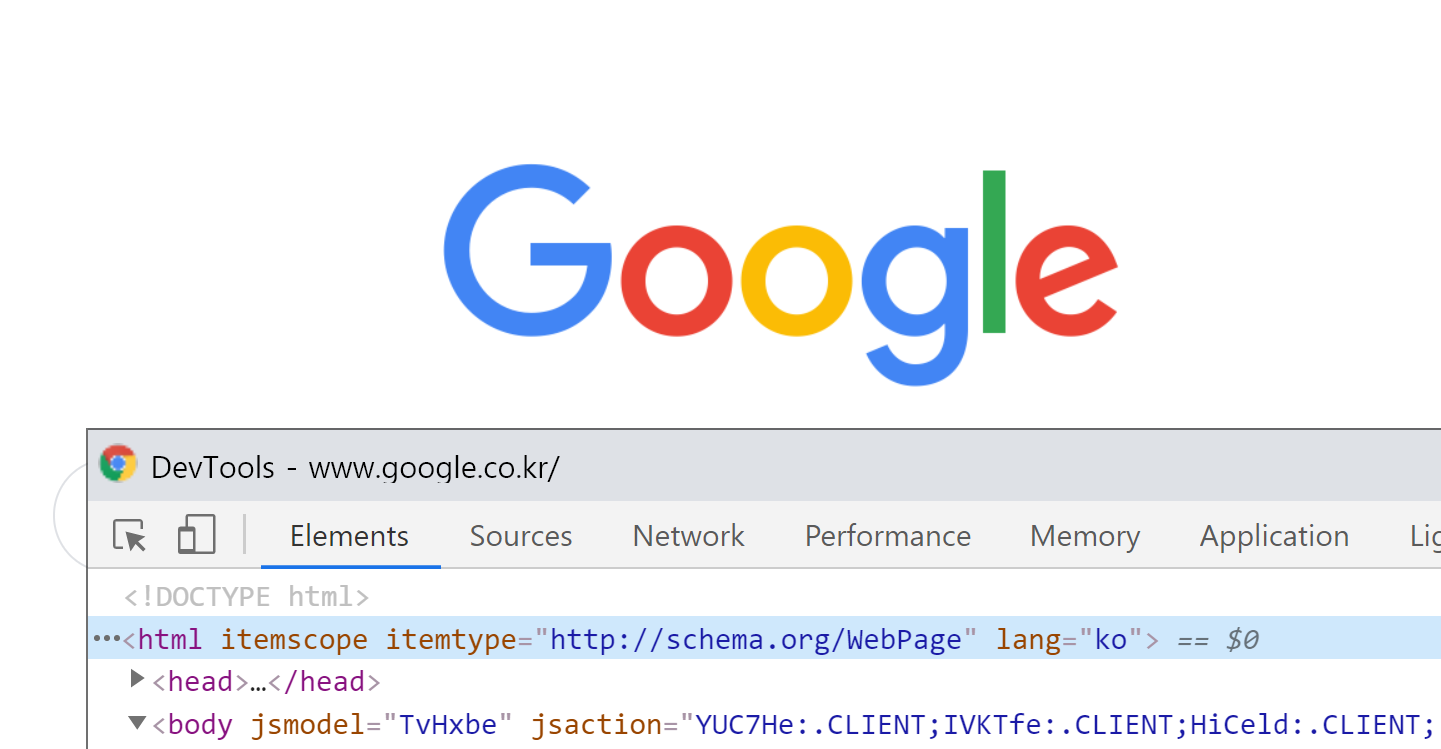 Google
DevTools - www.google.co.kr/
Elements Sources Network Performance Memory Application
<!DOCTYPE html>
•••<html itemscope itemtype="http://schema.org/WebPage" lang="ko"> == $0
▶<head>…</head>
▼<body jsmodel="TvHxbe" jsaction="YUC7He:.CLIENT;IVKTfe:.CLIENT;HiCeld:.CLIENT;